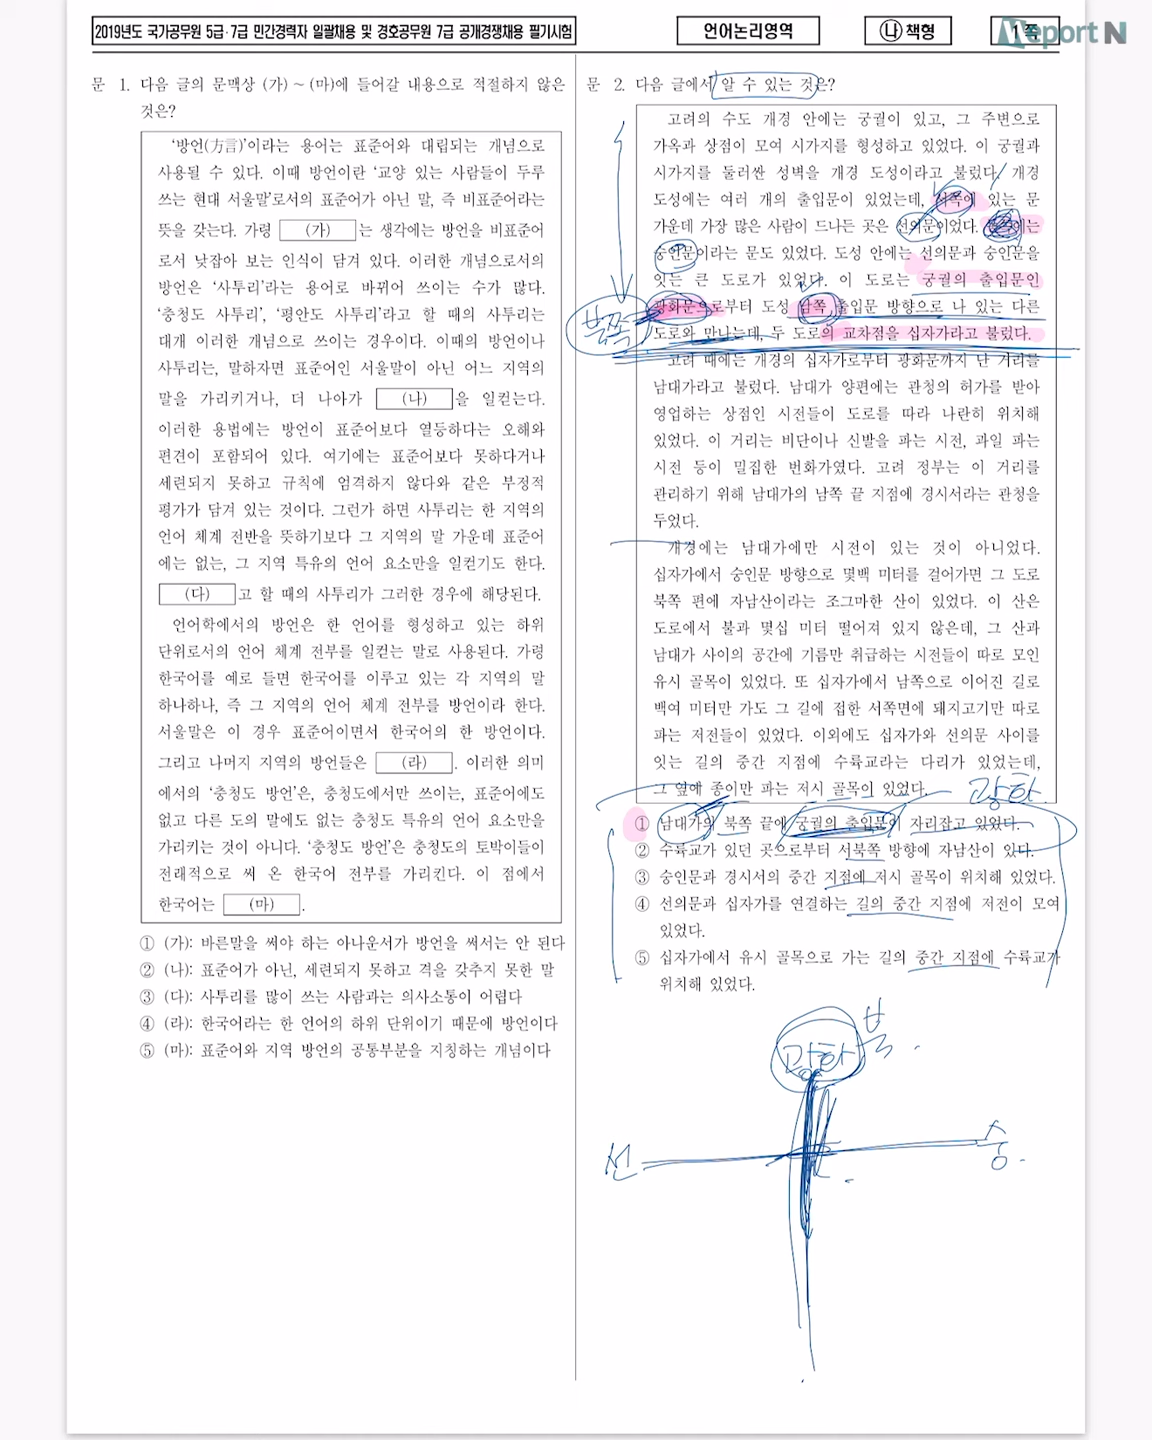 2019년도 국가공무원 5급·7급 민간경력자 일괄채용 및 경호공무원 7급 공개경쟁채용 필기시험
언어논리영역
㉯ 책형
1 쪽
Report N
문 1. 다음 글의 문맥상 (가) ~ (마)에 들어갈 내용으로 적절하지 않은
것은?
‘방언(方言)’이라는 용어는 표준어와 대립되는 개념으로
사용될 수 있다. 이때 방언이란 ‘교양 있는 사람들이 두루
쓰는 현대 서울말’로서의 표준어가 아닌 말, 즉 비표준어라는
뜻을 갖는다. 가령 (가) 는 생각에는 방언을 비표준어
로서 낮잡아 보는 인식이 담겨 있다. 이러한 개념으로서의
방언은 ‘사투리’라는 용어로 바뀌어 쓰이는 수가 많다.
‘충청도 사투리’, ‘평안도 사투리’라고 할 때의 사투리는
대개 이러한 개념으로 쓰이는 경우이다. 이때의 방언이나
사투리는, 말하자면 표준어인 서울말이 아닌 어느 지역의
말을 가리키거나, 더 나아가 (나) 을 일컫는다.
이러한 용법에는 방언이 표준어보다 열등하다는 오해와
편견이 포함되어 있다. 여기에는 표준어보다 못하다거나
세련되지 못하고 규칙에 엄격하지 않다와 같은 부정적
평가가 담겨 있는 것이다. 그런가 하면 사투리는 한 지역의
언어 체계 전반을 뜻하기보다 그 지역의 말 가운데 표준어
에는 없는, 그 지역 특유의 언어 요소만을 일컫기도 한다.
(다) 고 할 때의 사투리가 그러한 경우에 해당된다.
언어학에서의 방언은 한 언어를 형성하고 있는 하위
단위로서의 언어 체계 전부를 일컫는 말로 사용된다. 가령
한국어를 예로 들면 한국어를 이루고 있는 각 지역의 말
하나하나, 즉 그 지역의 언어 체계 전부를 방언이라 한다.
서울말은 이 경우 표준어이면서 한국어의 한 방언이다.
그리고 나머지 지역의 방언들은 (라) . 이러한 의미
에서의 ‘충청도 방언’은, 충청도에서만 쓰이는, 표준어에도
없고 다른 도의 말에도 없는 충청도 특유의 언어 요소만을
가리키는 것이 아니다. ‘충청도 방언’은 충청도의 토박이들이
전래적으로 써 온 한국어 전부를 가리킨다. 이 점에서
한국어는 (마) .
① (가): 바른말을 써야 하는 아나운서가 방언을 써서는 안 된다
② (나): 표준어가 아닌, 세련되지 못하고 격을 갖추지 못한 말
③ (다): 사투리를 많이 쓰는 사람과는 의사소통이 어렵다
④ (라): 한국어라는 한 언어의 하위 단위이기 때문에 방언이다
⑤ (마): 표준어와 지역 방언의 공통부분을 지칭하는 개념이다
문 2. 다음 글에서 알 수 있는 것은?
고려의 수도 개경 안에는 궁궐이 있고, 그 주변으로
가옥과 상점이 모여 시가지를 형성하고 있었다. 이 궁궐과
시가지를 둘러싼 성벽을 개경 도성이라고 불렀다. 개경
도성에는 여러 개의 출입문이 있었는데, 서쪽에 있는 문
가운데 가장 많은 사람이 드나든 곳은 선의문이었다. 동쪽에는
숭인문이라는 문도 있었다. 도성 안에는 선의문과 숭인문을
잇는 큰 도로가 있었다. 이 도로는 궁궐의 출입문인
광화문으로부터 도성 남쪽 출입문 방향으로 나 있는 다른
북쪽
도로와 만나는데, 두 도로의 교차점을 십자가라고 불렀다.
고려 때에는 개경의 십자가로부터 광화문까지 난 거리를
남대가라고 불렀다. 남대가 양편에는 관청의 허가를 받아
영업하는 상점인 시전들이 도로를 따라 나란히 위치해
있었다. 이 거리는 비단이나 신발을 파는 시전, 과일 파는
시전 등이 밀집한 번화가였다. 고려 정부는 이 거리를
관리하기 위해 남대가의 남쪽 끝 지점에 경시서라는 관청을
두었다.
개경에는 남대가에만 시전이 있는 것이 아니었다.
십자가에서 숭인문 방향으로 몇백 미터를 걸어가면 그 도로
북쪽 편에 자남산이라는 조그마한 산이 있었다. 이 산은
도로에서 불과 몇십 미터 떨어져 있지 않은데, 그 산과
남대가 사이의 공간에 기름만 취급하는 시전들이 따로 모인
유시 골목이 있었다. 또 십자가에서 남쪽으로 이어진 길로
백여 미터만 가도 그 길에 접한 서쪽면에 돼지고기만 따로
파는 저전들이 있었다. 이외에도 십자가와 선의문 사이를
잇는 길의 중간 지점에 수륙교라는 다리가 있었는데,
그 옆에 종이만 파는 저시 골목이 있었다.
광화
① 남대가의 북쪽 끝에 궁궐의 출입문이 자리잡고 있었다.
② 수륙교가 있던 곳으로부터 서북쪽 방향에 자남산이 있다.
③ 숭인문과 경시서의 중간 지점에 저시 골목이 위치해 있었다.
④ 선의문과 십자가를 연결하는 길의 중간 지점에 저전이 모여
있었다.
⑤ 십자가에서 유시 골목으로 가는 길의 중간 지점에 수륙교가
위치해 있었다.
북
광화
선
숭